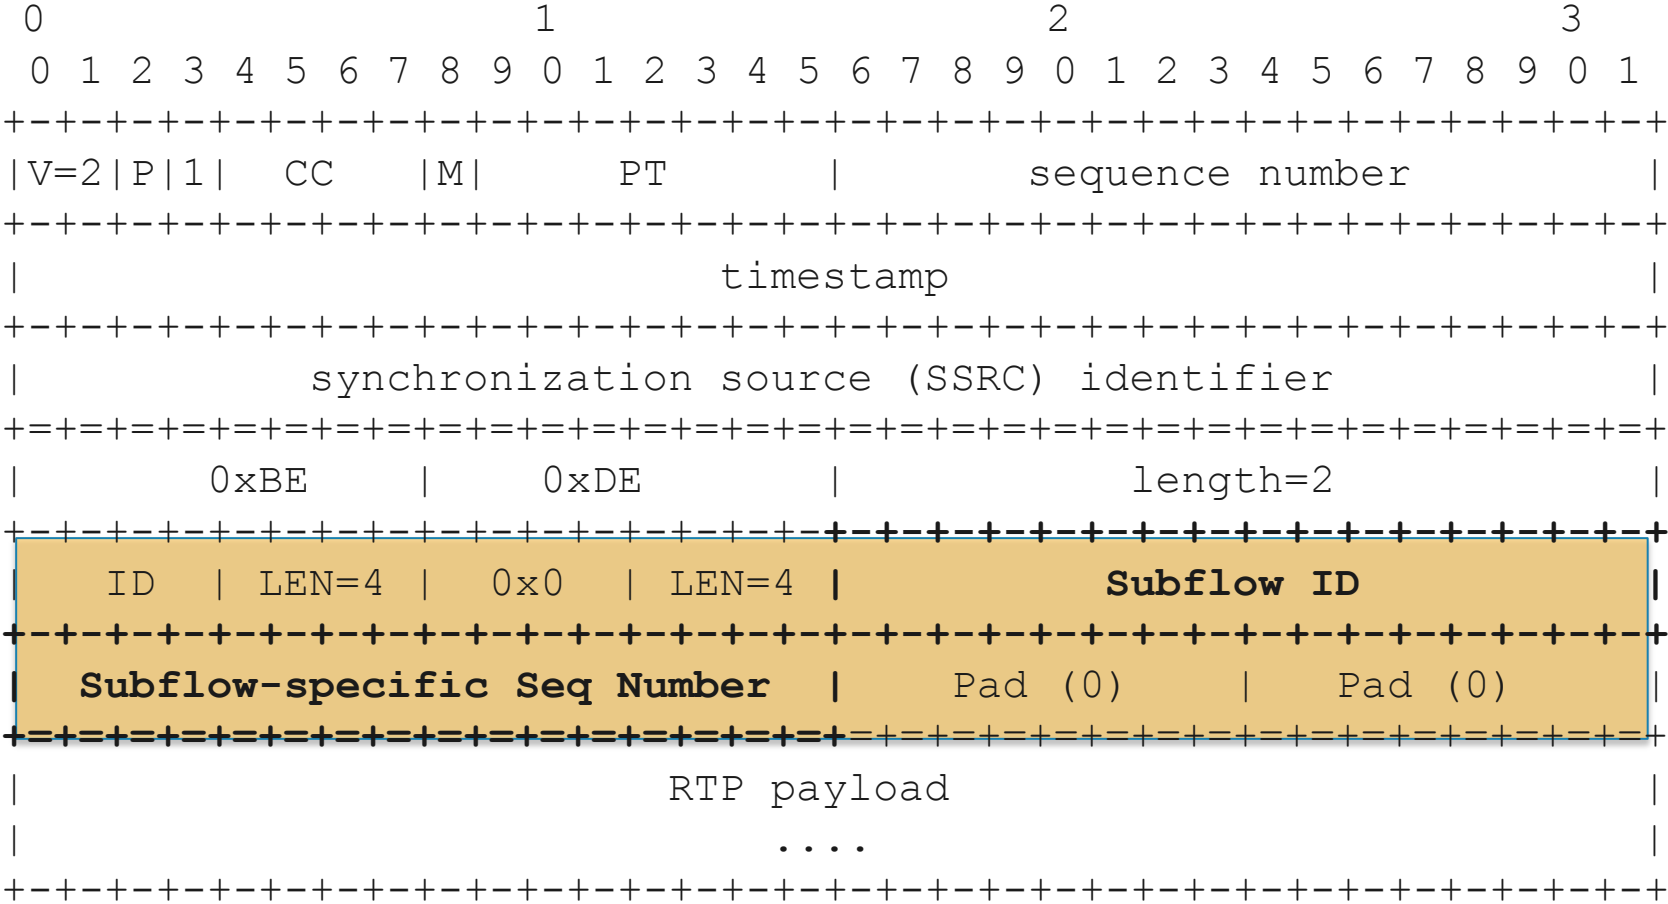 0 1 2 3
0 1 2 3 4 5 6 7 8 9 0 1 2 3 4 5 6 7 8 9 0 1 2 3 4 5 6 7 8 9 0 1
+-+-+-+-+-+-+-+-+-+-+-+-+-+-+-+-+-+-+-+-+-+-+-+-+-+-+-+-+-+-+-+-+
|V=2|P|1| CC |M| PT | sequence number |
+-+-+-+-+-+-+-+-+-+-+-+-+-+-+-+-+-+-+-+-+-+-+-+-+-+-+-+-+-+-+-+-+
| timestamp |
+-+-+-+-+-+-+-+-+-+-+-+-+-+-+-+-+-+-+-+-+-+-+-+-+-+-+-+-+-+-+-+-+
| synchronization source (SSRC) identifier |
+=+=+=+=+=+=+=+=+=+=+=+=+=+=+=+=+=+=+=+=+=+=+=+=+=+=+=+=+=+=+=+=+
| 0xBE | 0xDE | length=2 |
+-+-+-+-+-+-+-+-+-+-+-+-+-+-+-+-+-+-+-+-+-+-+-+-+-+-+-+-+-+-+-+-+
| ID | LEN=4 | 0x0 | LEN=4 | Subflow ID |
+-+-+-+-+-+-+-+-+-+-+-+-+-+-+-+-+-+-+-+-+-+-+-+-+-+-+-+-+-+-+-+-+
| Subflow-specific Seq Number | Pad (0) | Pad (0) |
+=+=+=+=+=+=+=+=+=+=+=+=+=+=+=+=+=+=+=+=+=+=+=+=+=+=+=+=+=+=+=+=+
| RTP payload |
| .... |
+-+-+-+-+-+-+-+-+-+-+-+-+-+-+-+-+-+-+-+-+-+-+-+-+-+-+-+-+-+-+-+-+